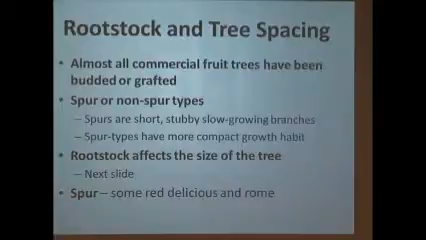 Rootstock and Tree Spacing
• Almost all commercial fruit trees have been
budded or grafted
• Spur or non-spur types
– Spurs are short, stubby slow-growing branches
– Spur-types have more compact growth habit
• Rootstock affects the size of the tree
– Next slide
• Spur – some red delicious and rome